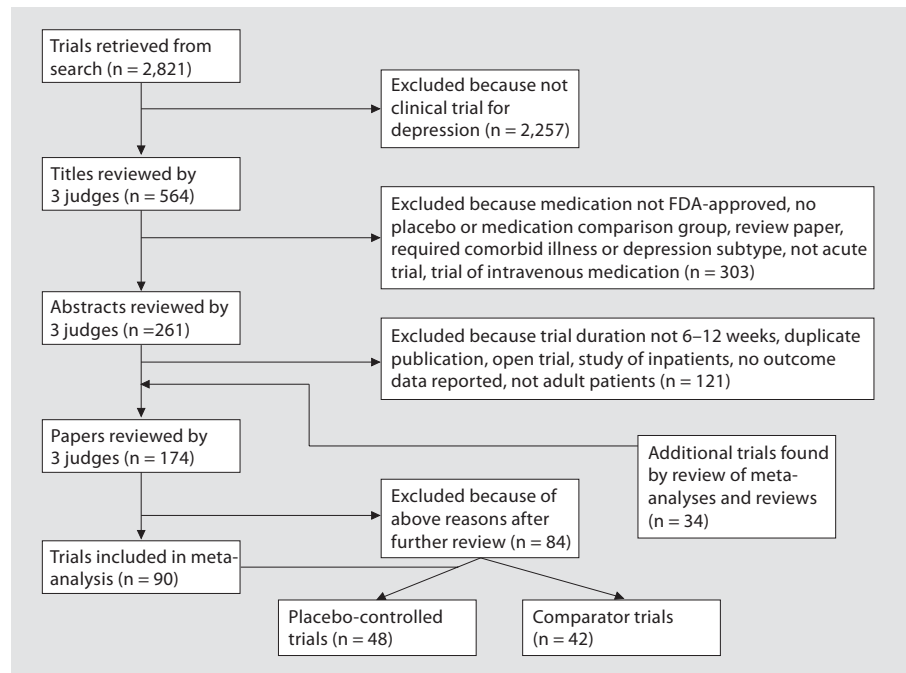 Trials retrieved from
search (n = 2,821)
Excluded because not
clinical trial for
depression (n = 2,257)
Titles reviewed by
3 judges (n = 564)
Excluded because medication not FDA-approved, no
placebo or medication comparison group, review paper,
required comorbid illness or depression subtype, not acute
trial, trial of intravenous medication (n = 303)
Abstracts reviewed by
3 judges (n =261)
Excluded because trial duration not 6–12 weeks, duplicate
publication, open trial, study of inpatients, no outcome
data reported, not adult patients (n = 121)
Papers reviewed by
3 judges (n = 174)
Additional trials found
by review of meta-
analyses and reviews
(n = 34)
Excluded because of
above reasons after
further review (n = 84)
Trials included in meta-
analysis (n = 90)
Placebo-controlled
trials (n = 48)
Comparator trials
(n = 42)